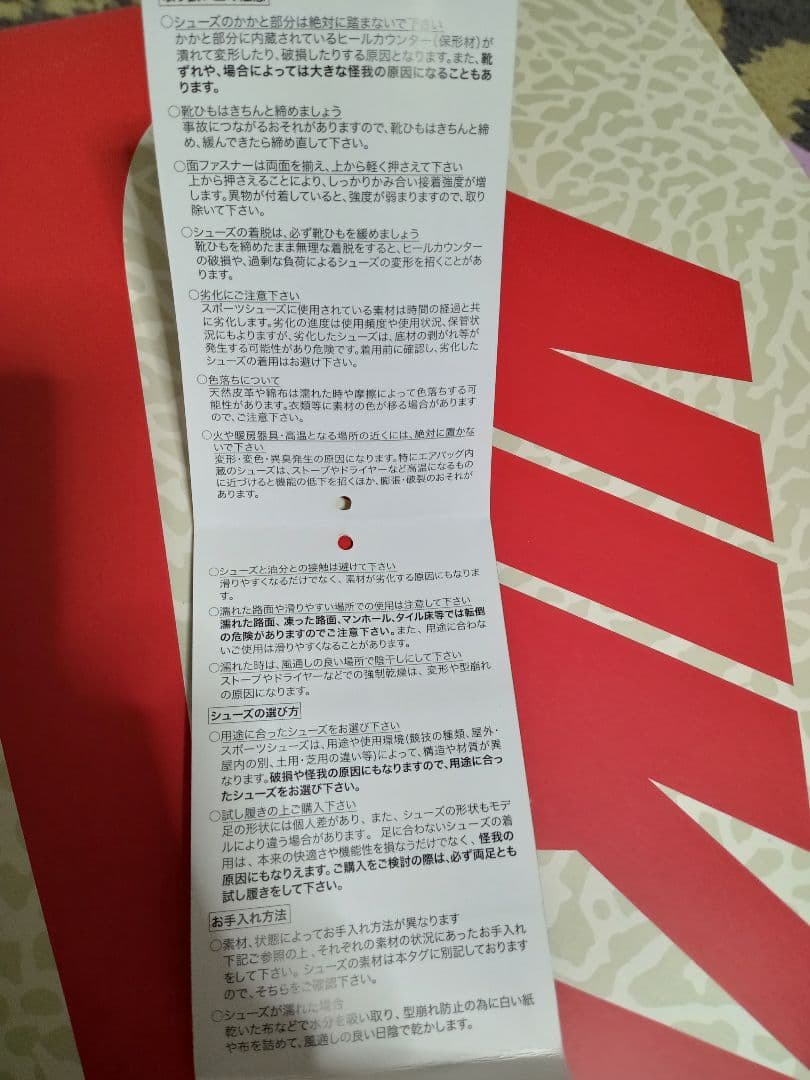 ○シューズのかかと部分は絶対に踏まないで下さい
かかと部分に内蔵されているヒールカウンター(保形材)が
潰れて変形したり、破損したりする原因となります。また、靴
ずれや、場合によっては大きな怪我の原因になることもあ
ります。
○靴ひもはきちんと締めましょう
事故につながるおそれがありますので、靴ひもはきちんと締
め、緩んできたら締め直して下さい。
○面ファスナーは両面を揃え、上から軽く押さえて下さい
上から押さえることにより、しっかりかみ合い接着強度が増
します。異物が付着していると、強度が弱まりますので、取り
除いて下さい。
○シューズの着脱は、必ず靴ひもを緩めましょう
靴ひもを締めたまま無理な着脱をすると、ヒールカウンター
の破損や、過剰な負荷によるシューズの変形を招くことがあ
ります。
○劣化にご注意下さい
スポーツシューズに使用されている素材は時間の経過と共
に劣化します。劣化の進度は使用頻度や使用状況、保管状
況にもよりますが、劣化したシューズは、底材の剥がれ等が
発生する可能性があり危険です。着用前に確認し、劣化した
シューズの着用はお避け下さい。
○色落ちについて
天然皮革や綿布は濡れた時や摩擦によって色落ちする可
能性があります。衣類等に素材の色が移る場合があります
ので、ご注意下さい。
○火や暖房器具・高温となる場所の近くには、絶対に置かな
いで下さい
変形・変色・異臭発生の原因になります。特にエアバッグ内
蔵のシューズは、ストーブやドライヤーなど高温になるもの
に近づけると機能の低下を招くほか、膨張・破裂のおそれが
あります。
○シューズと油分との接触は避けて下さい
滑りやすくなるだけでなく、素材が劣化する原因にもなりま
す。
○濡れた路面や滑りやすい場所での使用は注意して下さい
濡れた路面、凍った路面、マンホール、タイル床等では転倒
の危険がありますのでご注意下さい。また、用途に合わな
いご使用は滑りやすくなることがあります。
○濡れた時は、風通しの良い場所で陰干しにして下さい
ストーブやドライヤーなどでの強制乾燥は、変形や型崩れ
の原因になります。
シューズの選び方
○用途に合ったシューズをお選び下さい
スポーツシューズは、用途や使用環境(競技の種類、屋外・
屋内の別、土用・芝用の違い等)によって、構造や材質が異
なります。破損や怪我の原因にもなりますので、用途に合っ
たシューズをお選び下さい。
○試し履きの上ご購入下さい
足の形状には個人差があり、また、シューズの形状もモデ
ルにより違う場合があります。足に合わないシューズの着
用は、本来の快適さや機能性を損なうだけでなく、怪我の
原因にもなりえます。ご購入をご検討の際は、必ず両足とも
試し履きをして下さい。
お手入れ方法
○素材、状態によってお手入れ方法が異なります
下記ご参照の上、それぞれの素材の状況にあったお手入れ
をして下さい。シューズの素材は本タグに別記しております
ので、そちらをご確認下さい。
○シューズが濡れた場合
乾いた布などで水分を吸い取り、型崩れ防止の為に白い紙
や布を詰めて、風通しの良い日陰で乾かします。